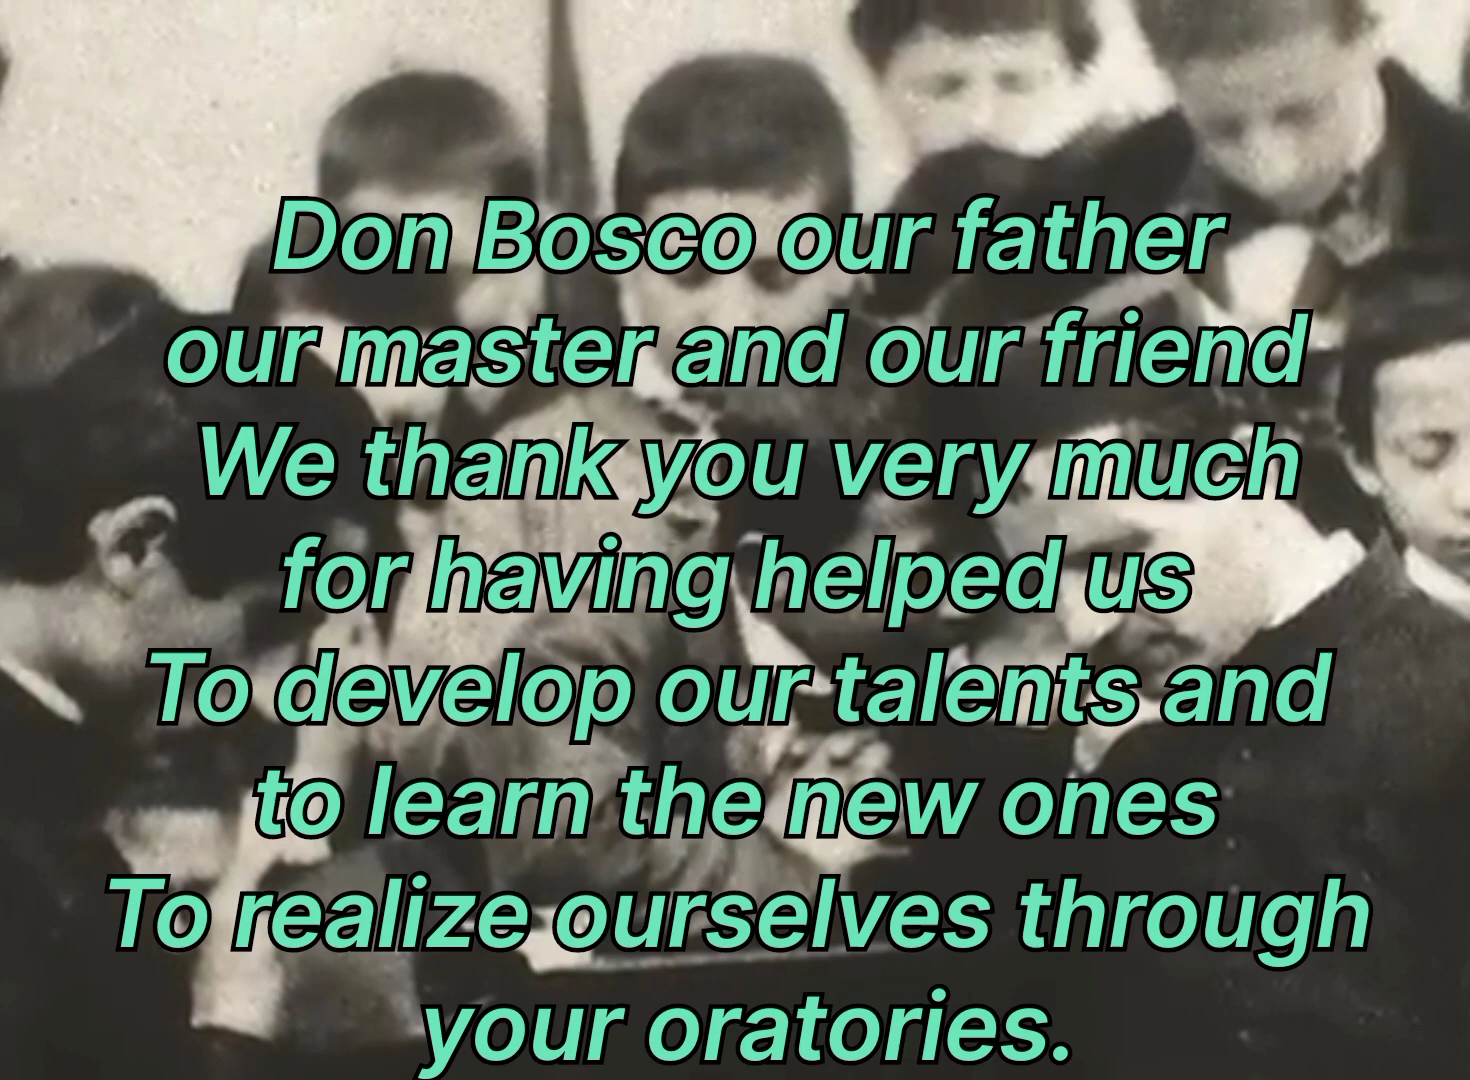 Don Bosco our father
our master and our friend
We thank you very much
for having helped us
To develop our talents and
to learn the new ones
To realize ourselves through
your oratories.